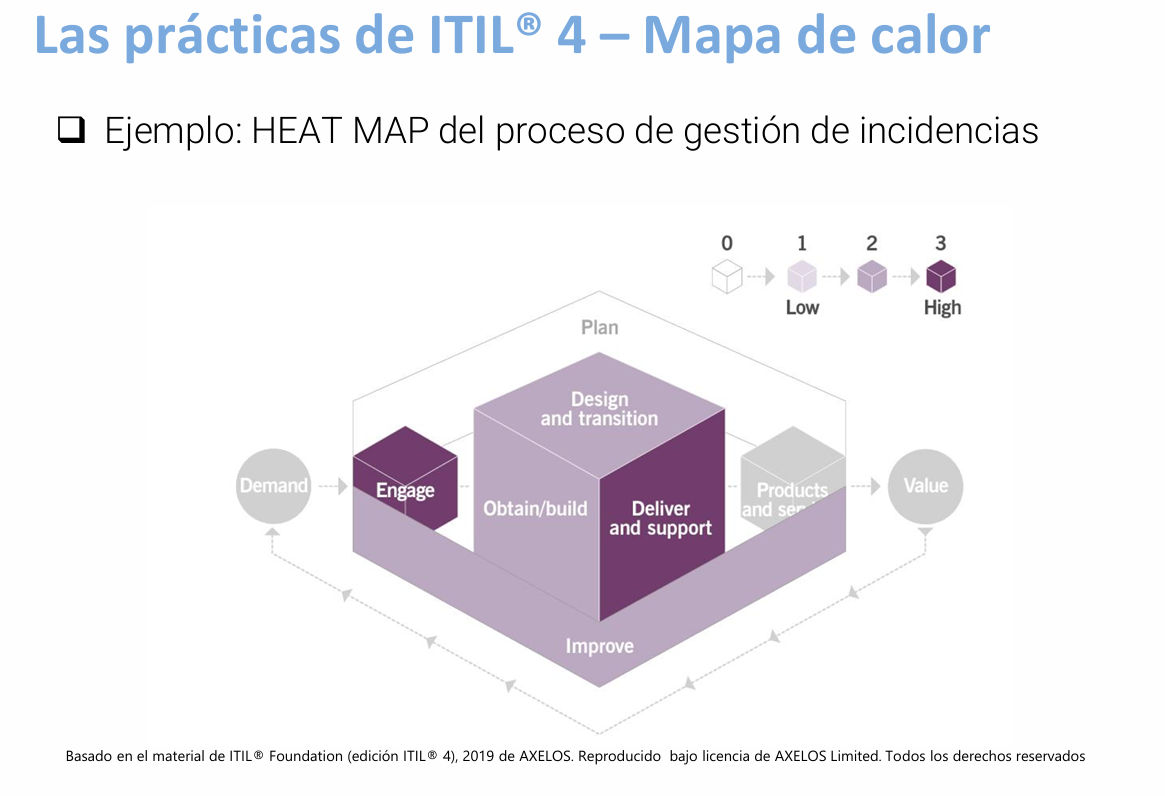 Las prácticas de ITIL® 4 – Mapa de calor
Ejemplo: HEAT MAP del proceso de gestión de incidencias
0 1 2 3
Low High
Plan
Design
and transition
Demand
Engage
Obtain/build
Deliver
and support
Products
and
Value
Improve
Basado en el material de ITIL® Foundation (edición ITIL® 4), 2019 de AXELOS. Reproducido bajo licencia de AXELOS Limited. Todos los derechos reservados